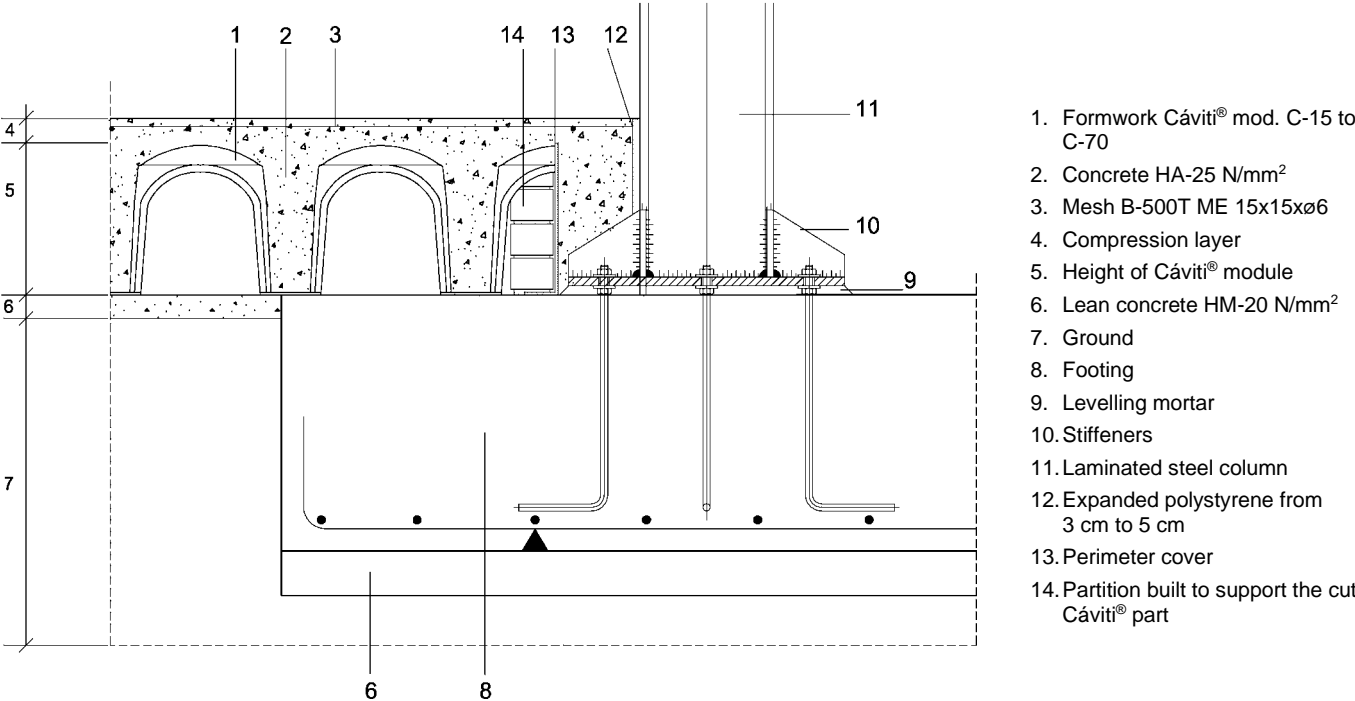 1 2 3 14 13 12
11
4
5
10
9
6
7
6 8
1. Formwork Cáviti® mod. C-15 to
C-70
2. Concrete HA-25 N/mm²
3. Mesh B-500T ME 15x15xø6
4. Compression layer
5. Height of Cáviti® module
6. Lean concrete HM-20 N/mm²
7. Ground
8. Footing
9. Levelling mortar
10. Stiffeners
11. Laminated steel column
12. Expanded polystyrene from
3 cm to 5 cm
13. Perimeter cover
14. Partition built to support the cut
Cáviti® part